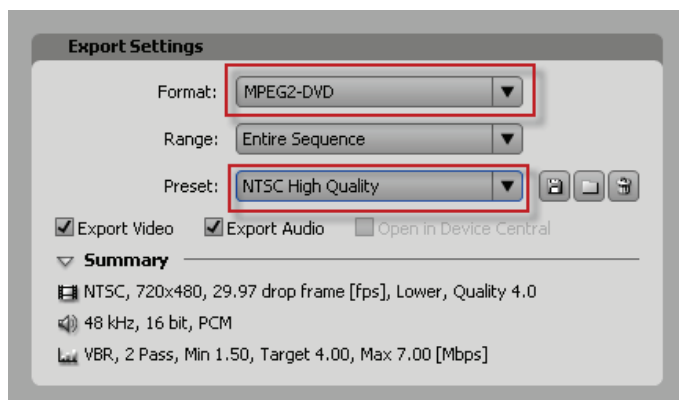 Export Settings
Format: MPEG2-DVD
Range: Entire Sequence
Preset: NTSC High Quality
Export Video Export Audio Open in Device Central
Summary
NTSC, 720x480, 29.97 drop frame [fps], Lower, Quality 4.0
48 kHz, 16 bit, PCM
VBR, 2 Pass, Min 1.50, Target 4.00, Max 7.00 [Mbps]